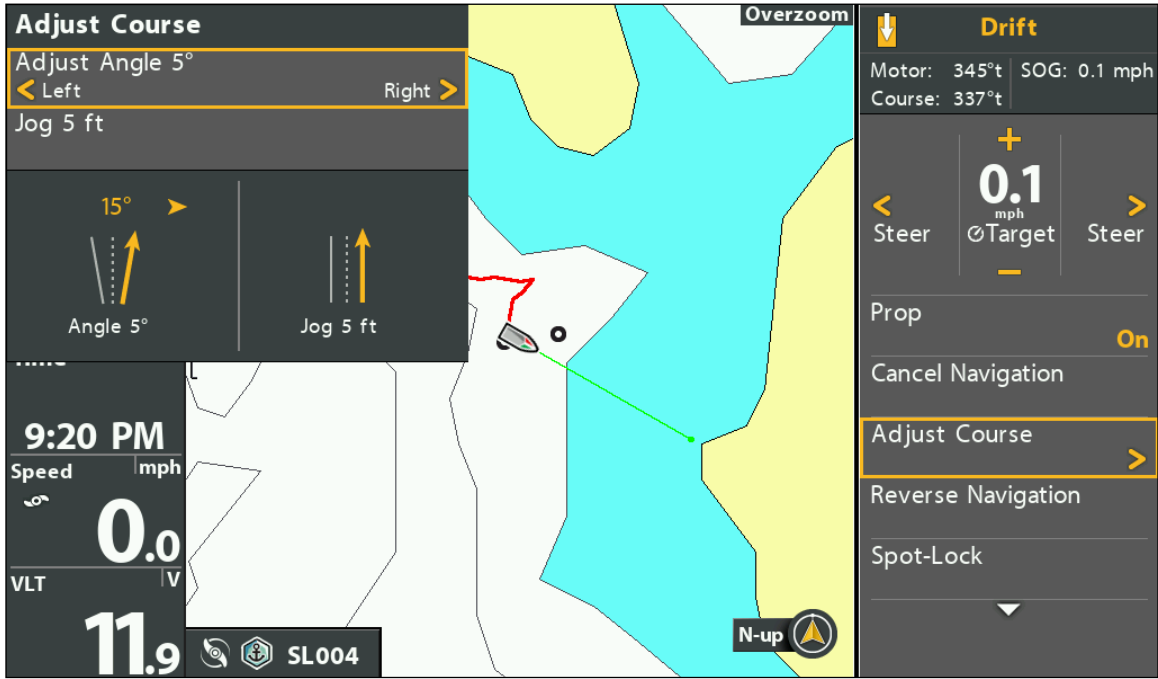 Adjust Course
Adjust Angle 5°
Left Right
Jog 5 ft
15°
Angle 5° Jog 5 ft
9:20 PM
Speed mph
0.0
VLT V
11.9
SL004
Overzoom
N-up
Drift
Motor: 345°t SOG: 0.1 mph
Course: 337°t
+
0.1
mph
Steer Target Steer
–
Prop
On
Cancel Navigation
Adjust Course
Reverse Navigation
Spot-Lock